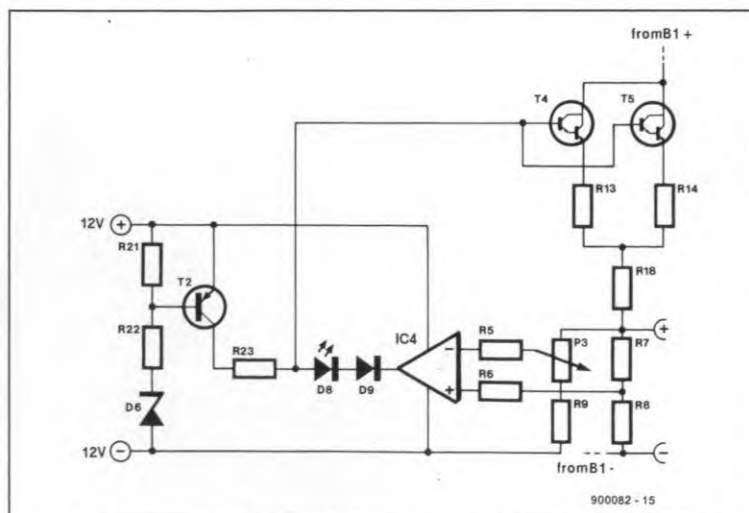 fromB1+
T4
T5
R13
R14
12V +
R21
T2
R18
R22
IC4
R5
P3
+
R7
R23
-
D8
D9
+
R6
R9
R8
D6
12V -
fromB1-
-
900082 - 15